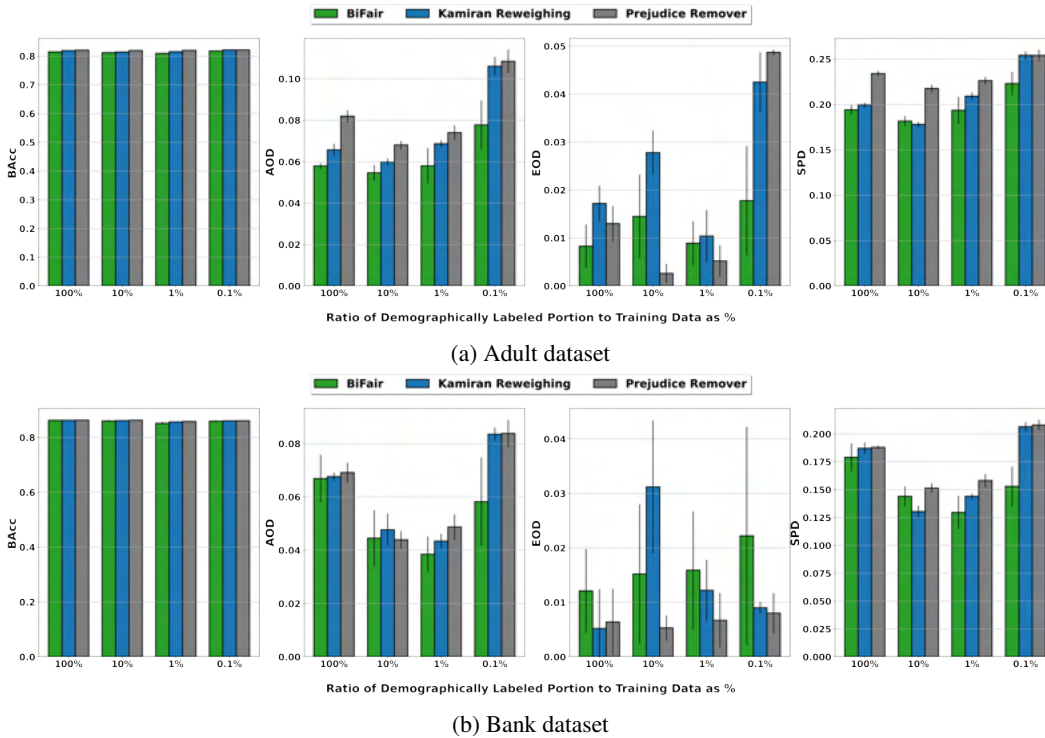 BiFair Kamiran Reweighing Prejudice Remover
BAcc
0.8
0.7
0.6
0.5
0.4
0.3
0.2
0.1
0.0
100% 10% 1% 0.1%
AOD
0.10
0.08
0.06
0.04
0.02
0.00
100% 10% 1% 0.1%
EOD
0.05
0.04
0.03
0.02
0.01
0.00
100% 10% 1% 0.1%
SPD
0.25
0.20
0.15
0.10
0.05
0.00
100% 10% 1% 0.1%
Ratio of Demographically Labeled Portion to Training Data as %
(a) Adult dataset
BiFair Kamiran Reweighing Prejudice Remover
BAcc
0.8
0.6
0.4
0.2
0.0
100% 10% 1% 0.1%
AOD
0.08
0.06
0.04
0.02
0.00
100% 10% 1% 0.1%
EOD
0.04
0.03
0.02
0.01
0.00
100% 10% 1% 0.1%
SPD
0.200
0.175
0.150
0.125
0.100
0.075
0.050
0.025
0.000
100% 10% 1% 0.1%
Ratio of Demographically Labeled Portion to Training Data as %
(b) Bank dataset